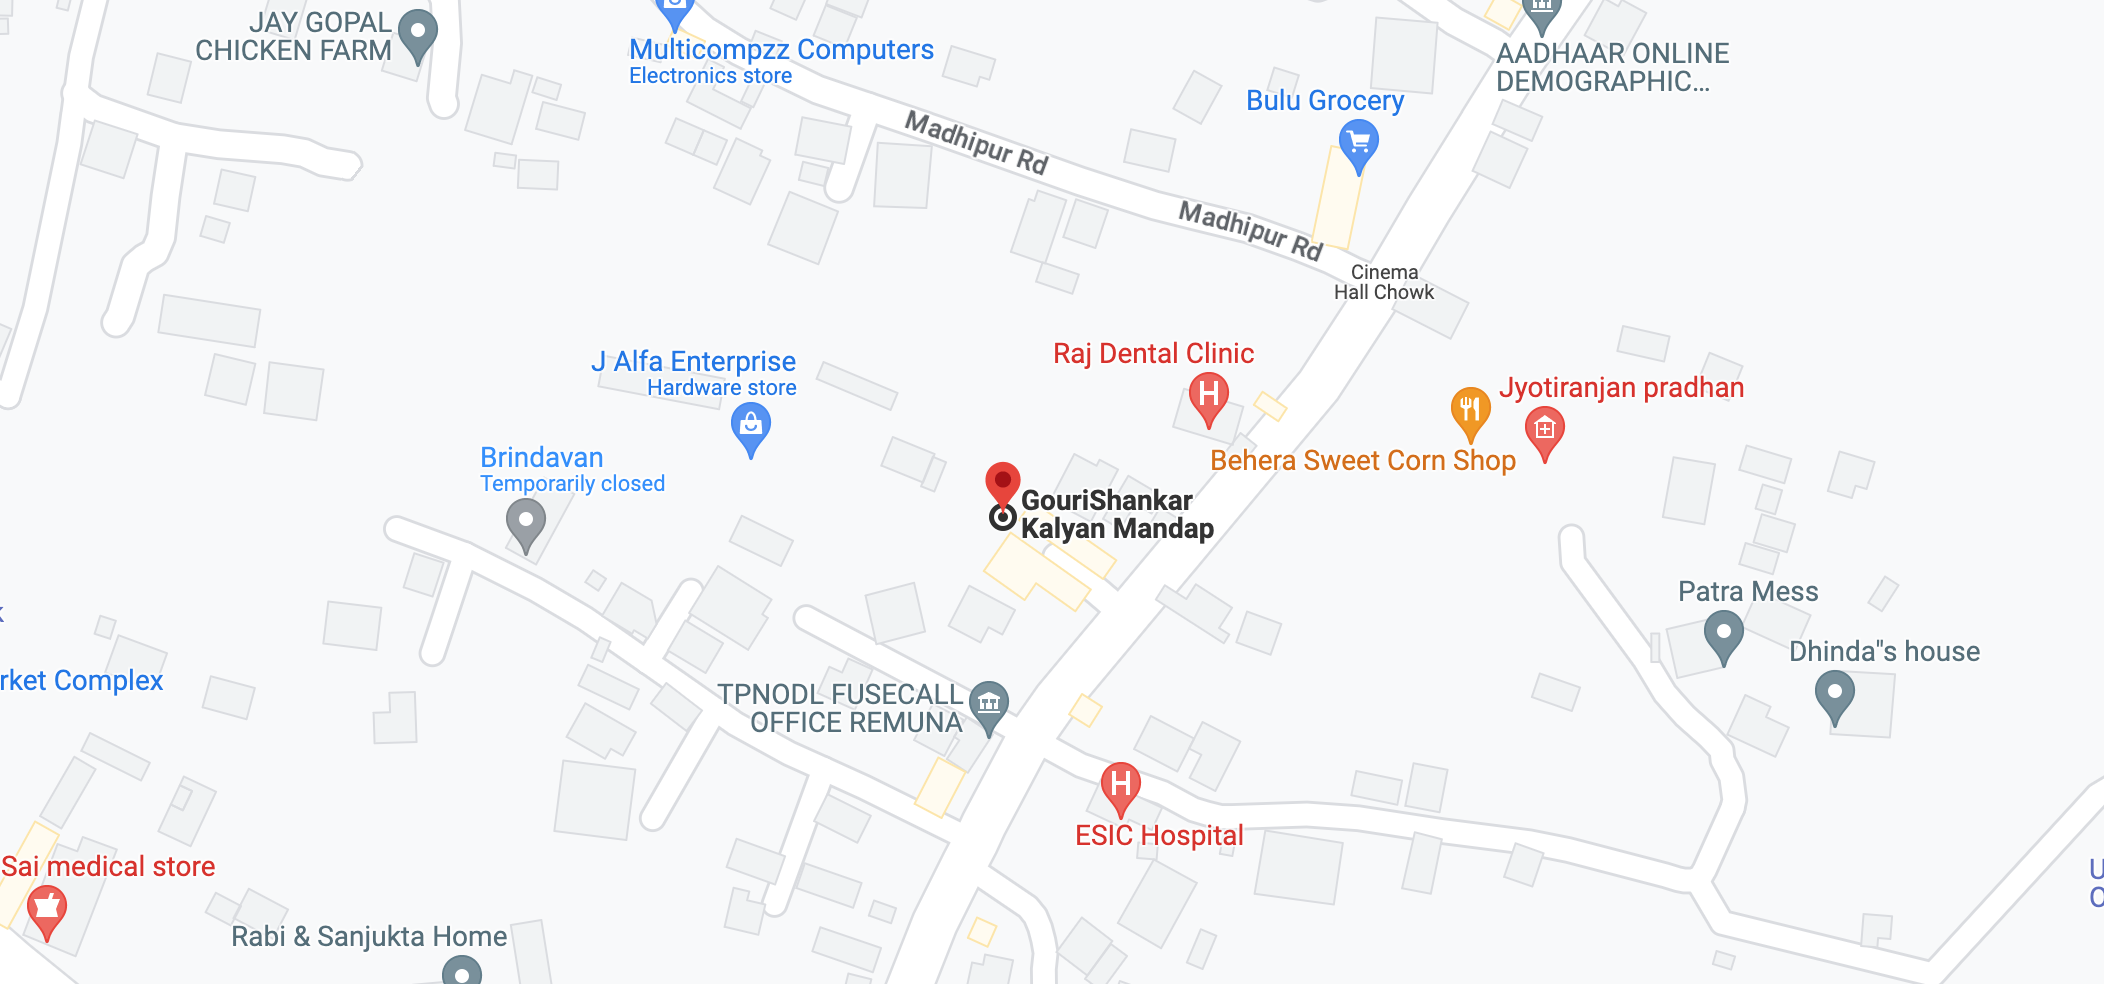 JAY GOPAL
CHICKEN FARM
Multicompzz Computers
Electronics store
AADHAAR ONLINE
DEMOGRAPHIC...
Bulu Grocery
Madhipur Rd
Madhipur Rd
Cinema
Hall Chowk
Raj Dental Clinic
J Alfa Enterprise
Hardware store
Jyotiranjan pradhan
Brindavan
Temporarily closed
Behera Sweet Corn Shop
GouriShankar
Kalyan Mandap
Patra Mess
Dhinda"s house
rket Complex
TPNODL FUSECALL
OFFICE REMUNA
ESIC Hospital
Sai medical store
Rabi & Sanjukta Home